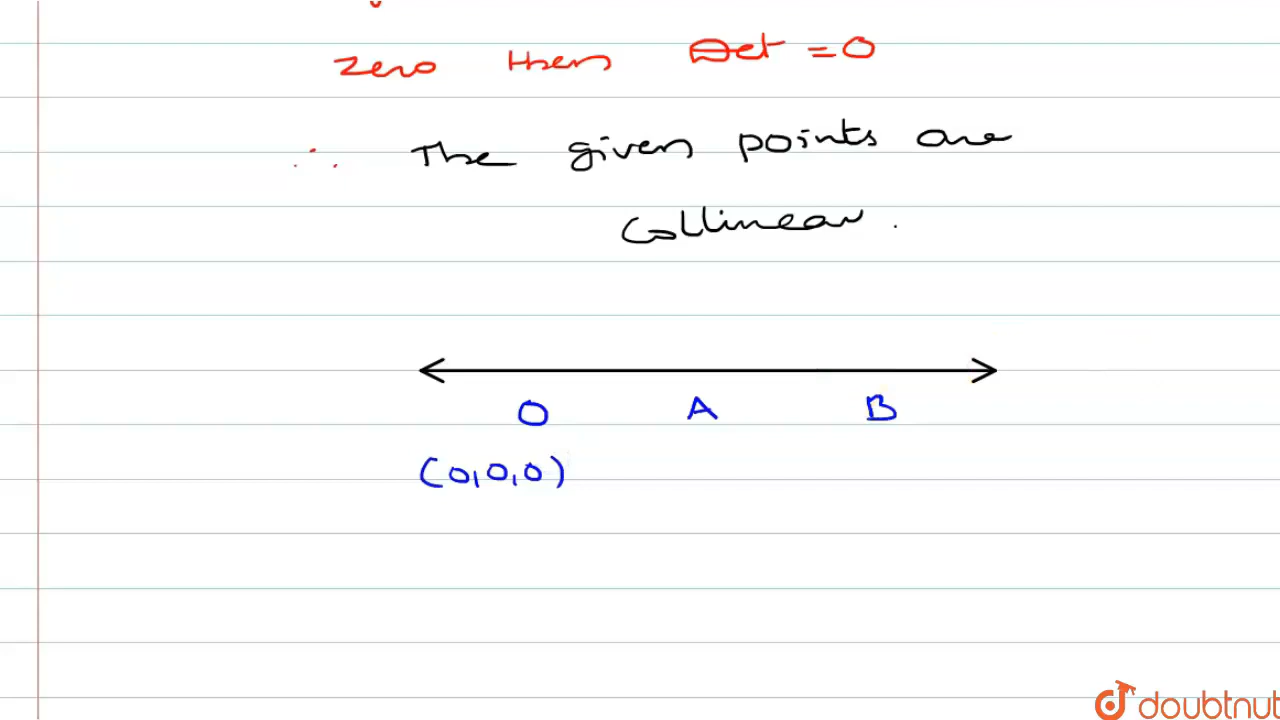 zero then Det = 0
∴ The given points are
Collinear.
O A B
(0,0,0)
doubtnut